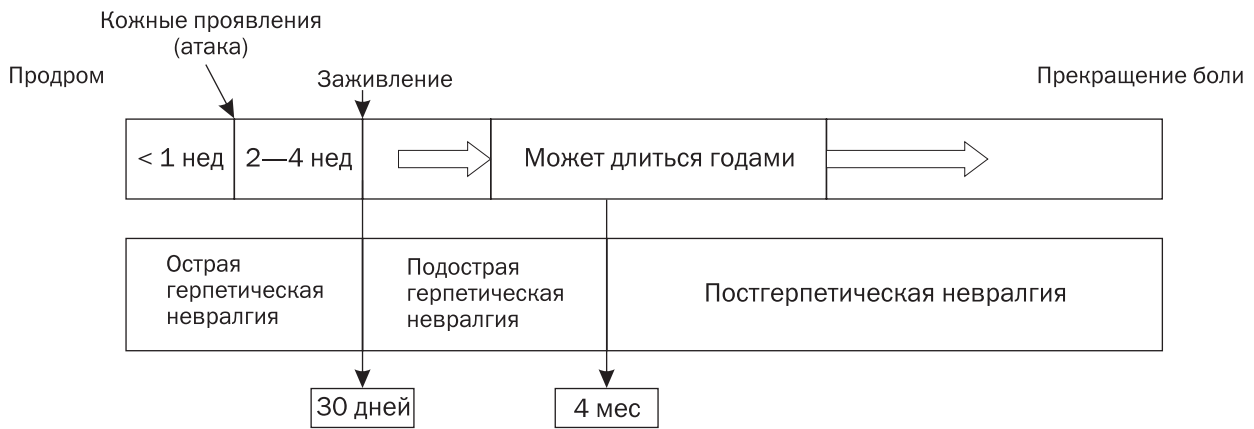 Кожные проявления
(атака)
Продром
Заживление
Прекращение боли
< 1 нед
2—4 нед
Может длиться годами
Острая
герпетическая
невралгия
Подострая
герпетическая
невралгия
Постгерпетическая невралгия
30 дней
4 мес